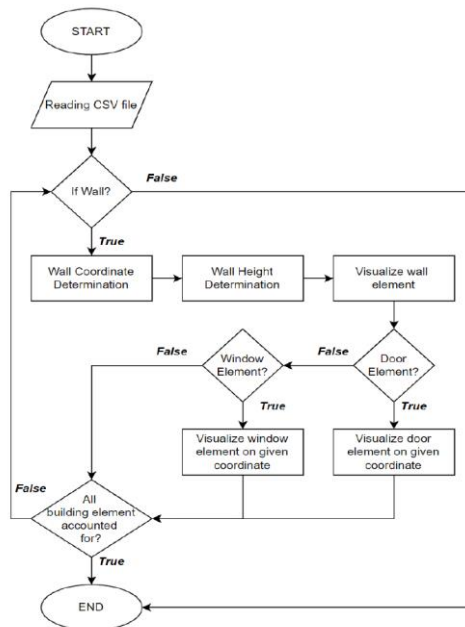 START
Reading CSV file
If Wall?
False
True
Wall Coordinate
Determination
Wall Height
Determination
Visualize wall
element
False
Window
Element?
False
Door
Element?
True
True
Visualize window
element on given
coordinate
Visualize door
element on given
coordinate
False
All
building element
accounted
for?
True
END